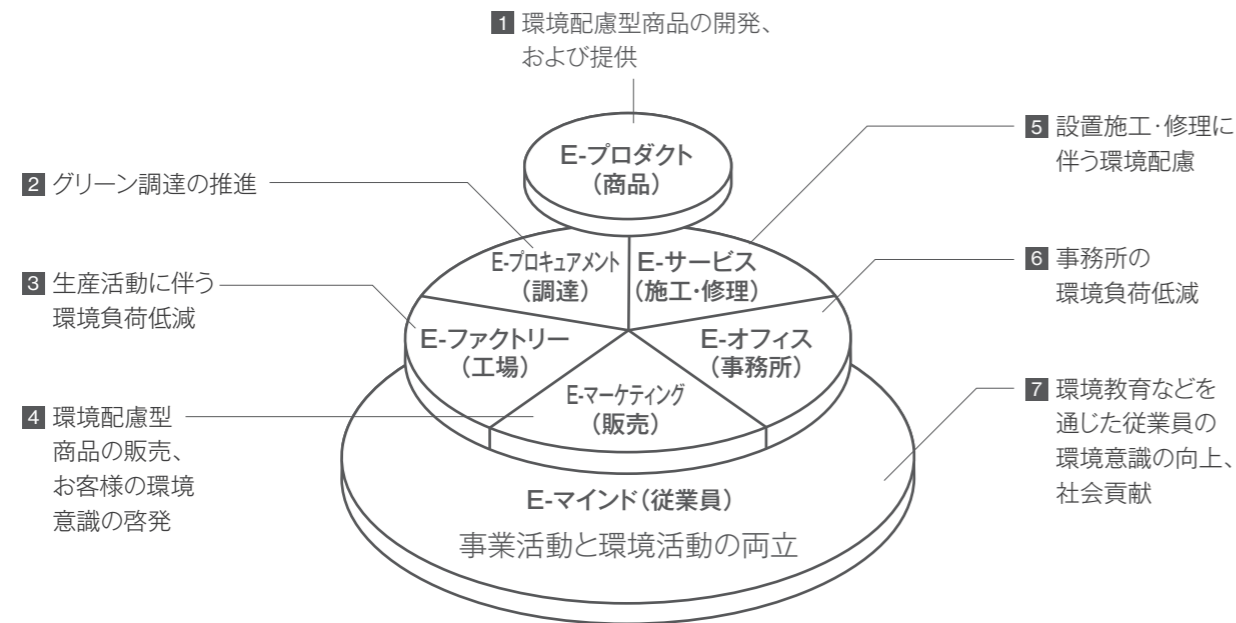 1 環境配慮型商品の開発、
および提供
E-プロダクト
（商品）
2 グリーン調達の推進
5 設置施工・修理に
伴う環境配慮
E-プロキュアメント
（調達）
E-サービス
（施工・修理）
3 生産活動に伴う
環境負荷低減
6 事務所の
環境負荷低減
E-ファクトリー
（工場）
E-オフィス
（事務所）
E-マーケティング
（販売）
4 環境配慮型
商品の販売、
お客様の環境
意識の啓発
7 環境教育などを
通じた従業員の
環境意識の向上、
社会貢献
E-マインド（従業員）
事業活動と環境活動の両立